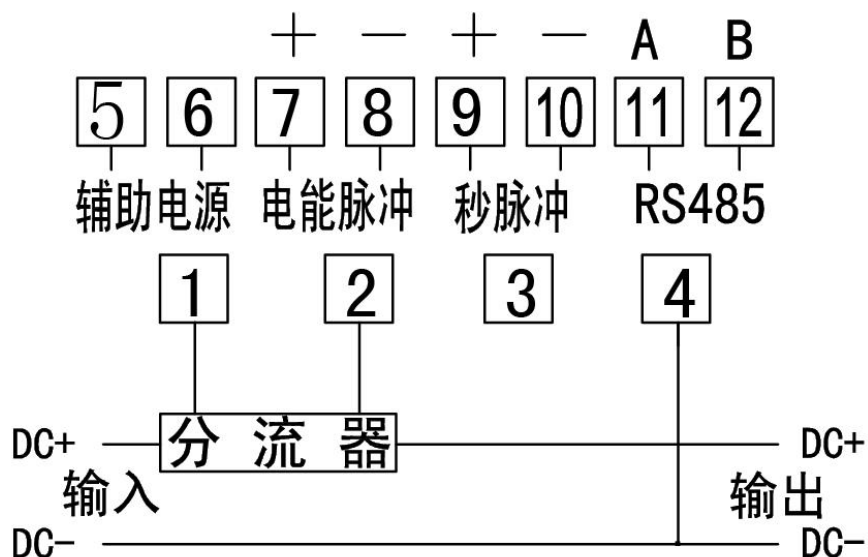 + - + - A B
5 6 7 8 9 10 11 12
辅助电源 电能脉冲 秒脉冲 RS485
1 2 3 4
DC+ 分流器 DC+
输入 输出
DC- DC-